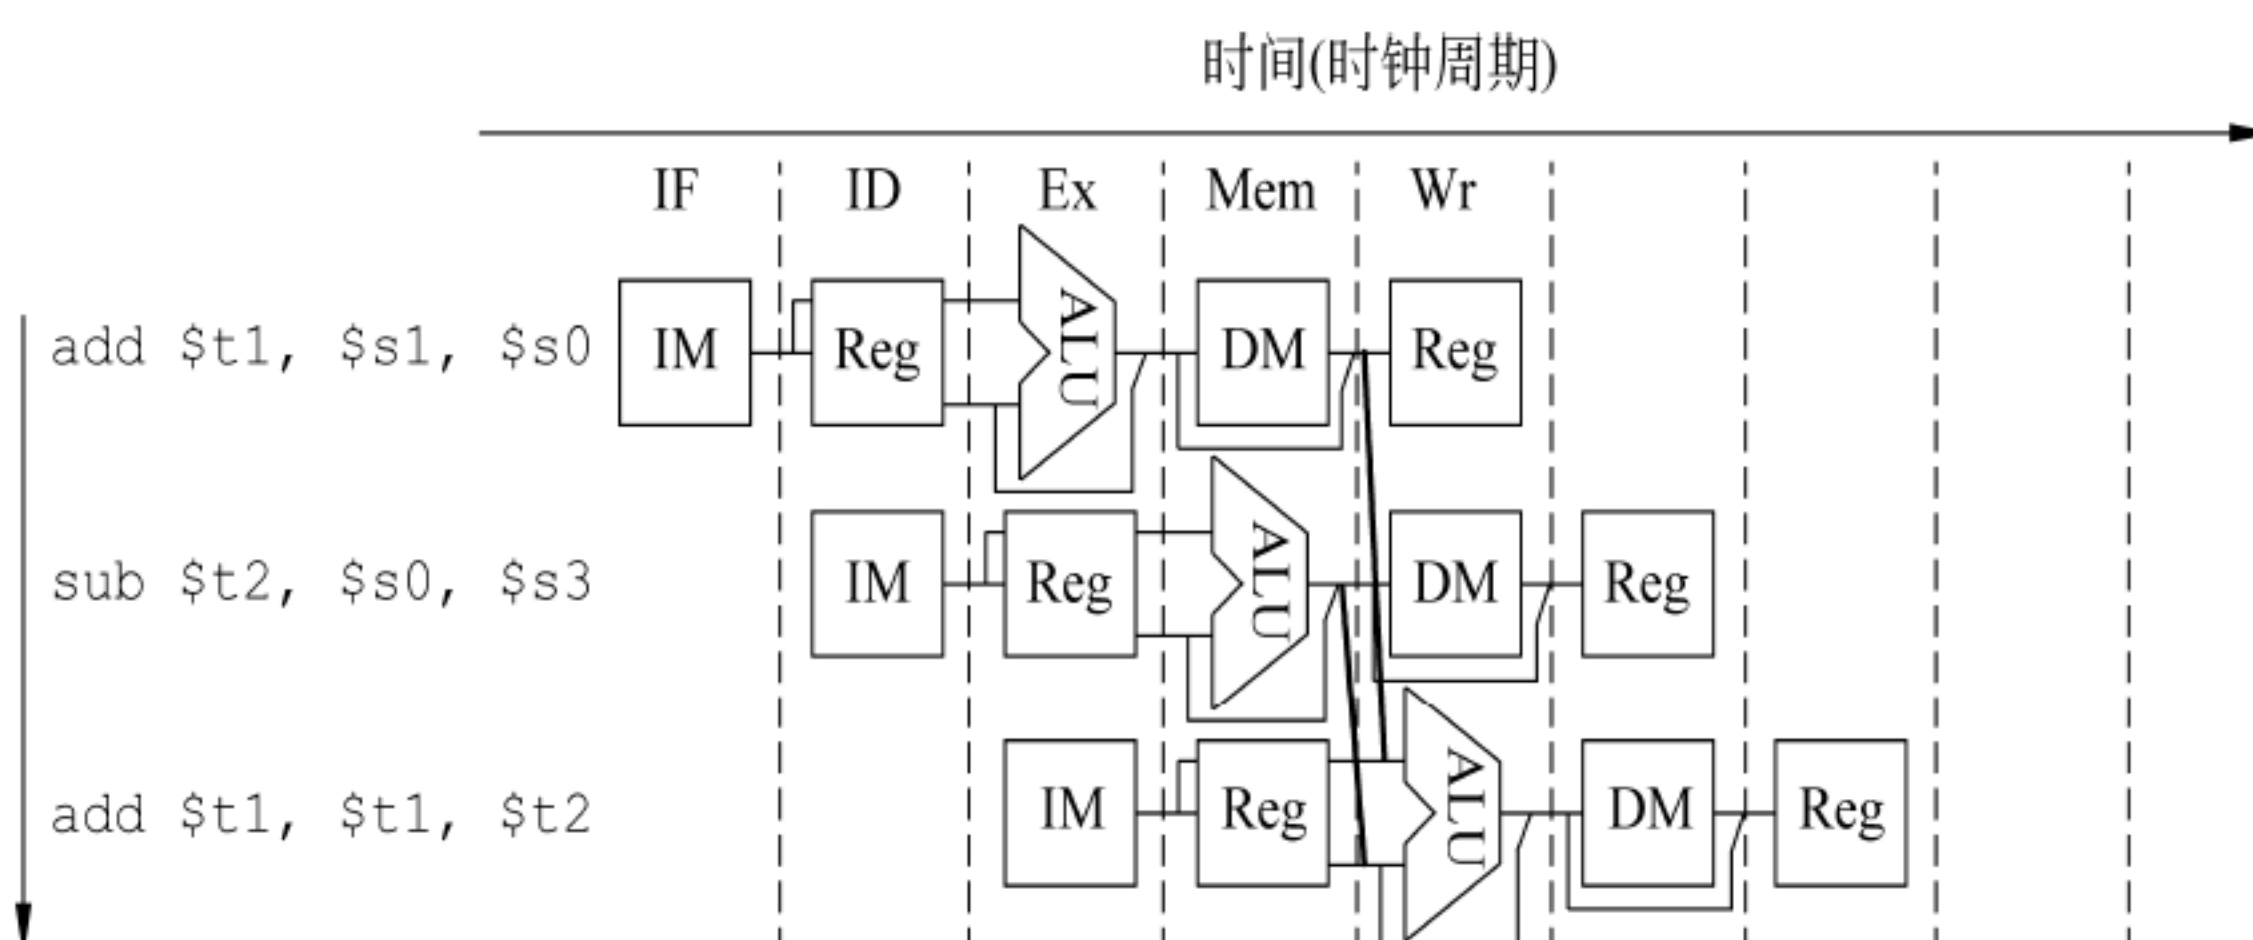 时间(时钟周期)
IF ID Ex Mem Wr
add $t1, $s1, $s0 IM Reg ALU DM Reg
sub $t2, $s0, $s3 IM Reg ALU DM Reg
add $t1, $t1, $t2 IM Reg ALU DM Reg